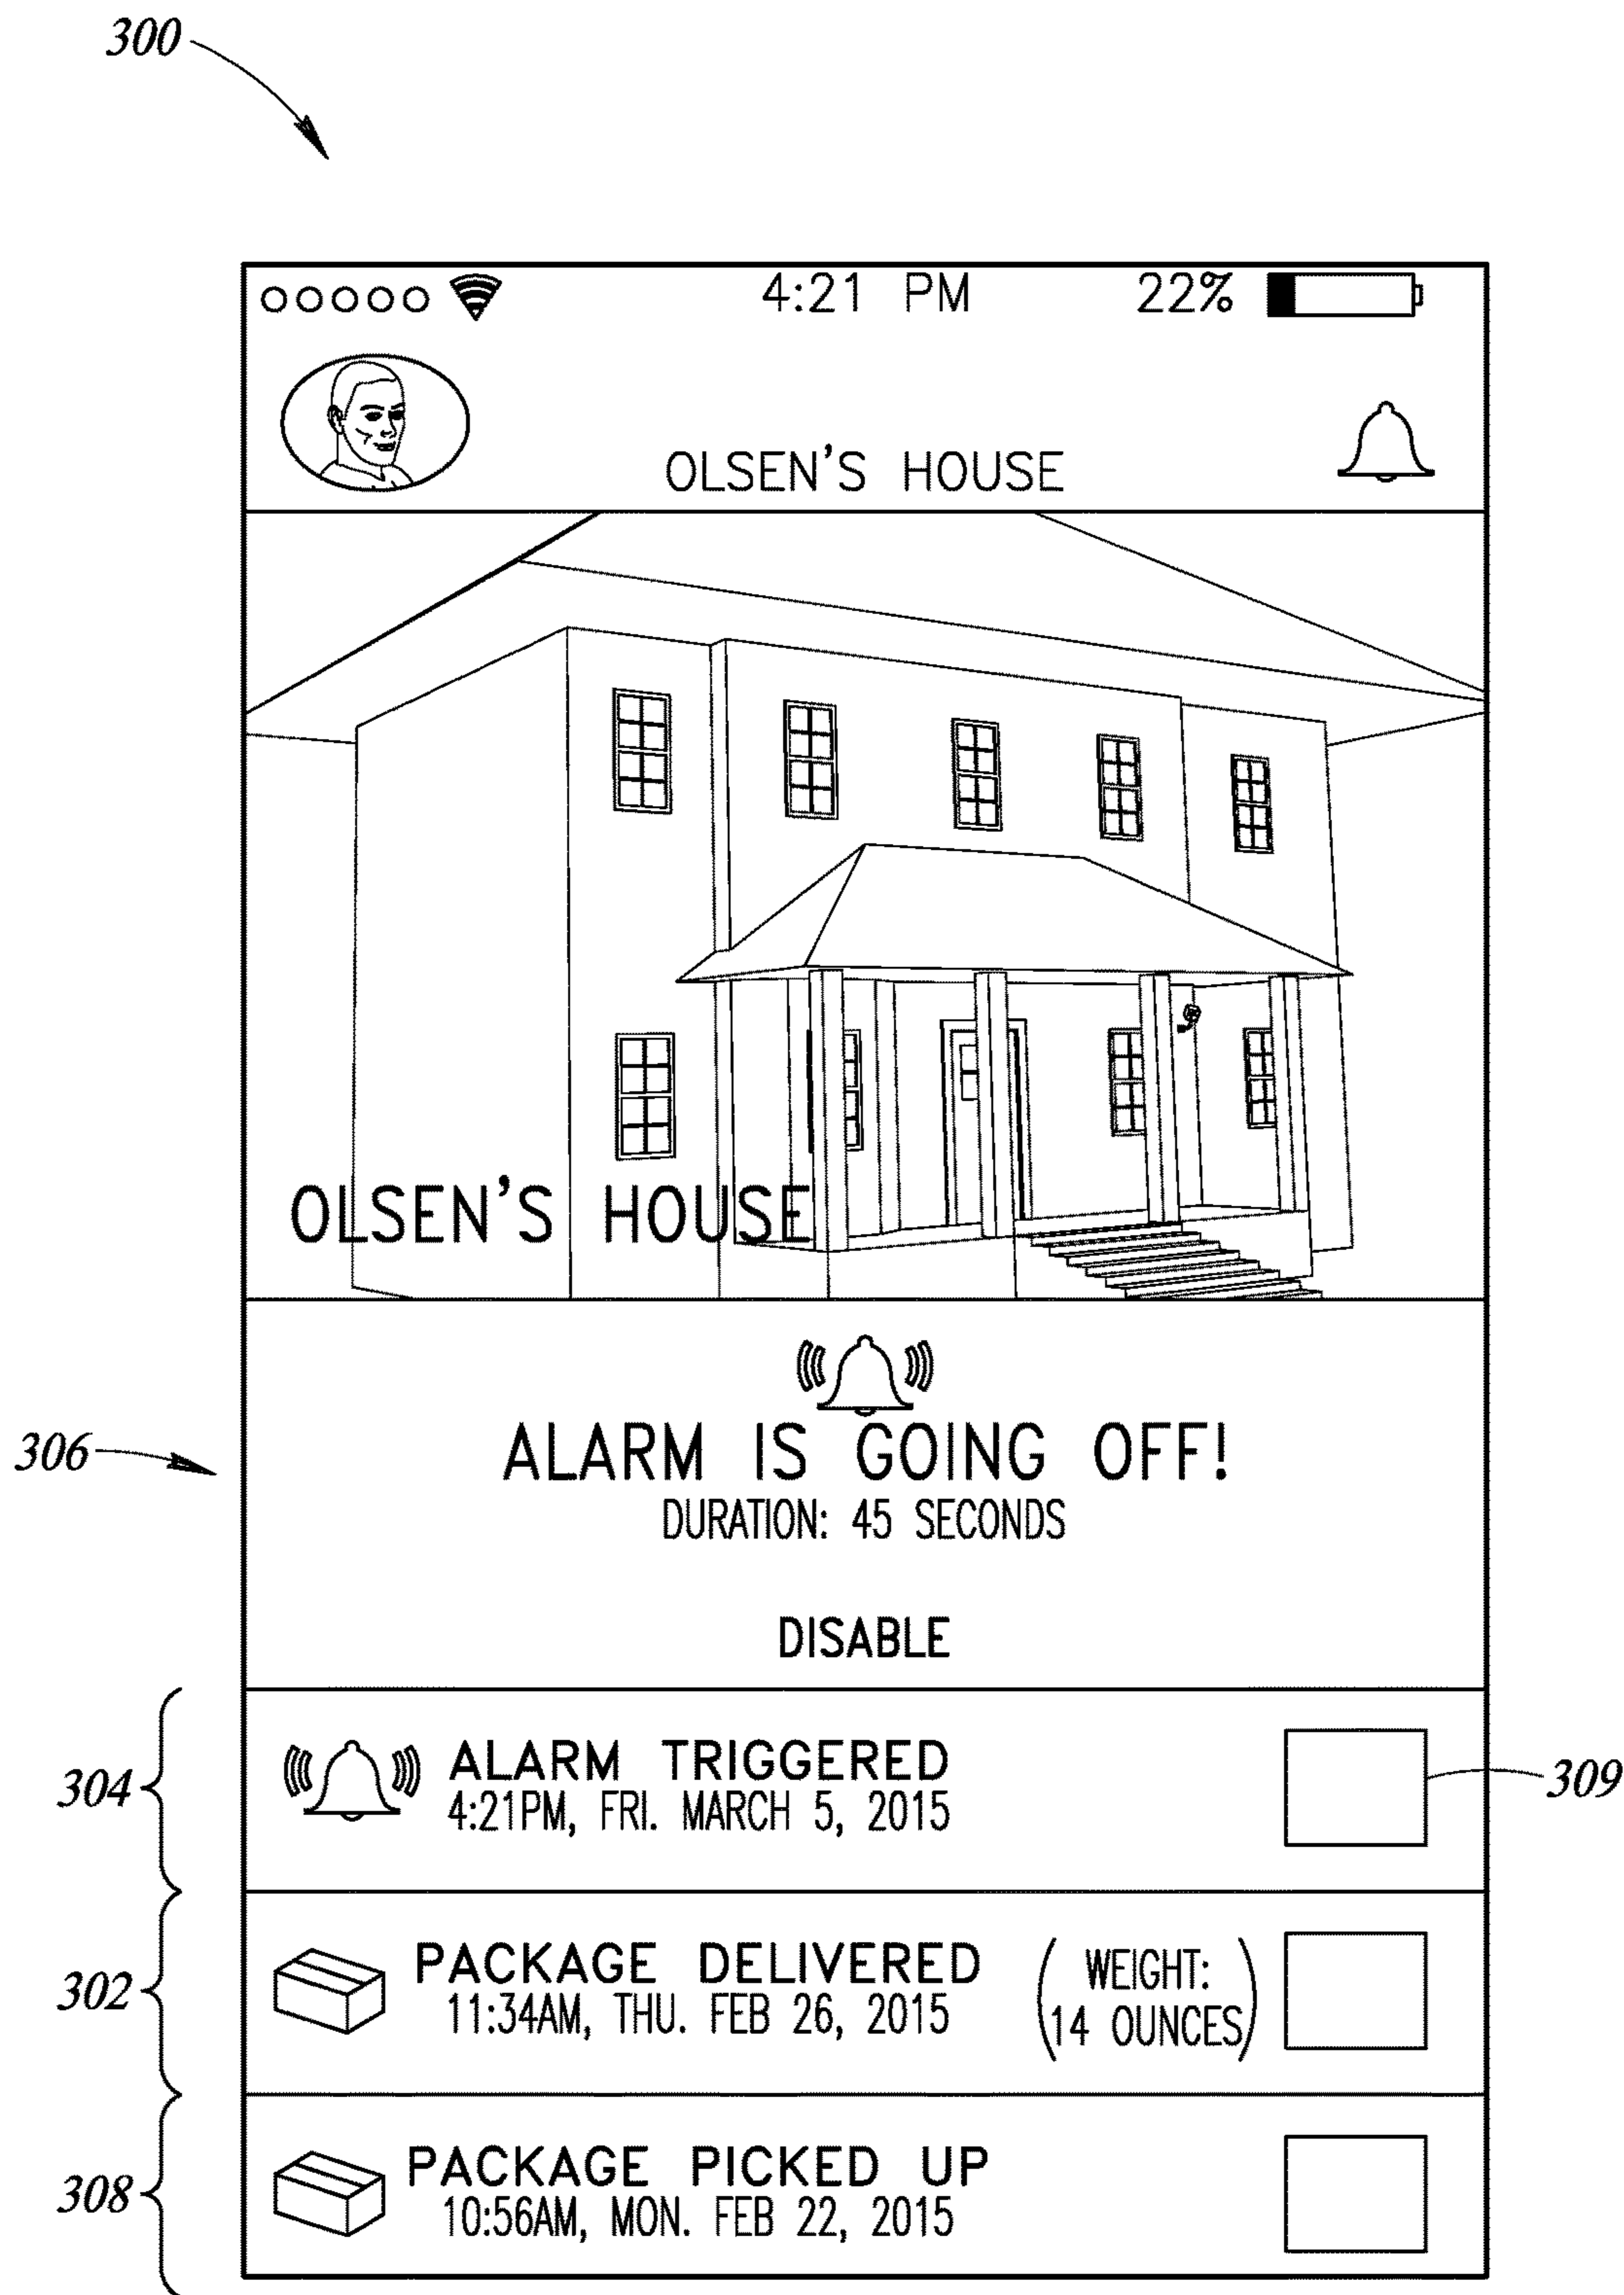 300
4:21 PM 22%
OLSEN'S HOUSE
OLSEN'S HOUSE
306
ALARM IS GOING OFF!
DURATION: 45 SECONDS
DISABLE
304
ALARM TRIGGERED
4:21PM, FRI. MARCH 5, 2015
309
302
PACKAGE DELIVERED
11:34AM, THU. FEB 26, 2015
(WEIGHT:
14 OUNCES)
308
PACKAGE PICKED UP
10:56AM, MON. FEB 22, 2015